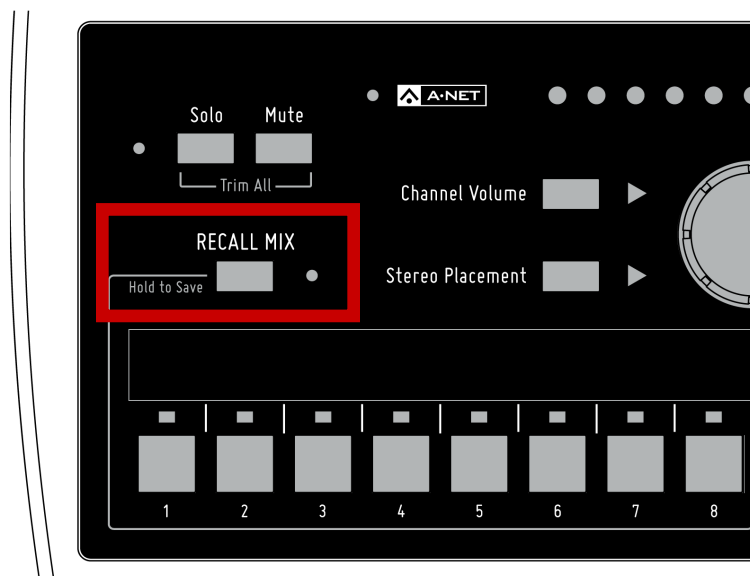 A•NET
Solo Mute
Trim All
Channel Volume
RECALL MIX
Stereo Placement
Hold to Save
1 2 3 4 5 6 7 8